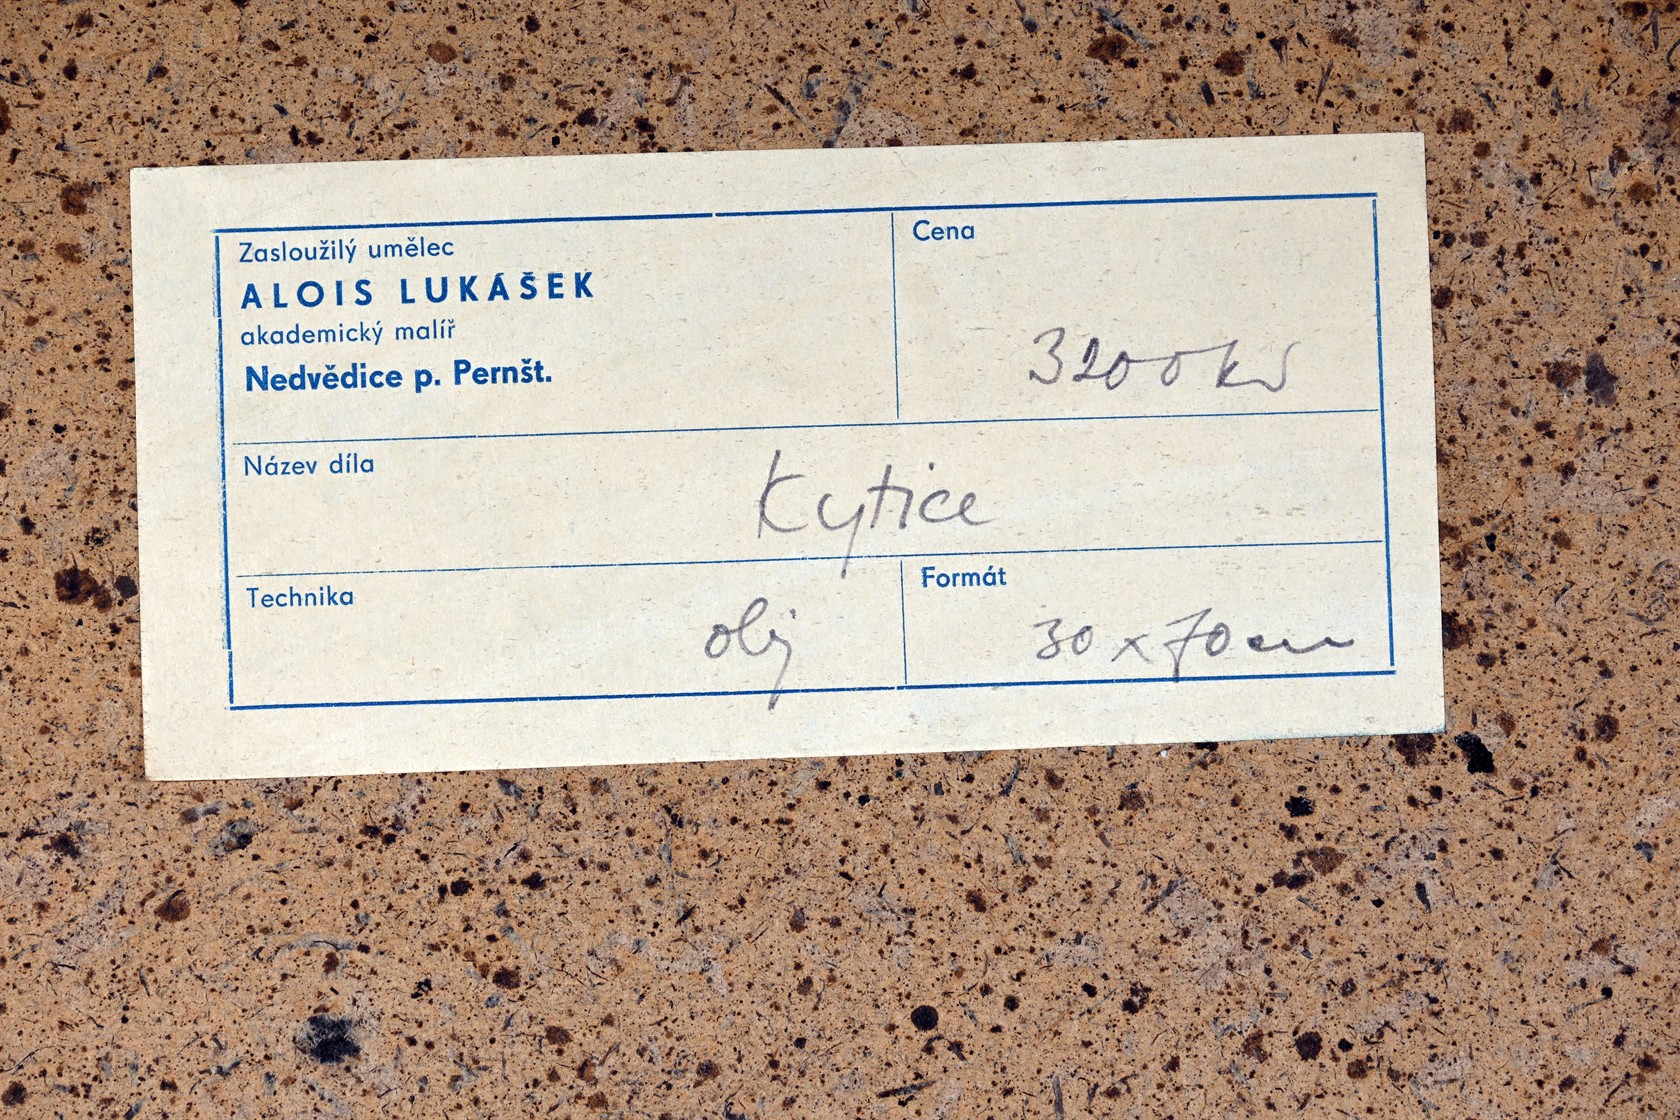 Zasloužilý umělec
ALOIS LUKÁŠEK
akademický malíř
Nedvědice p. Pernšt.
Cena
3200 kčs
Název díla
Kytice
Technika
olej
Formát
30 x 70 cm